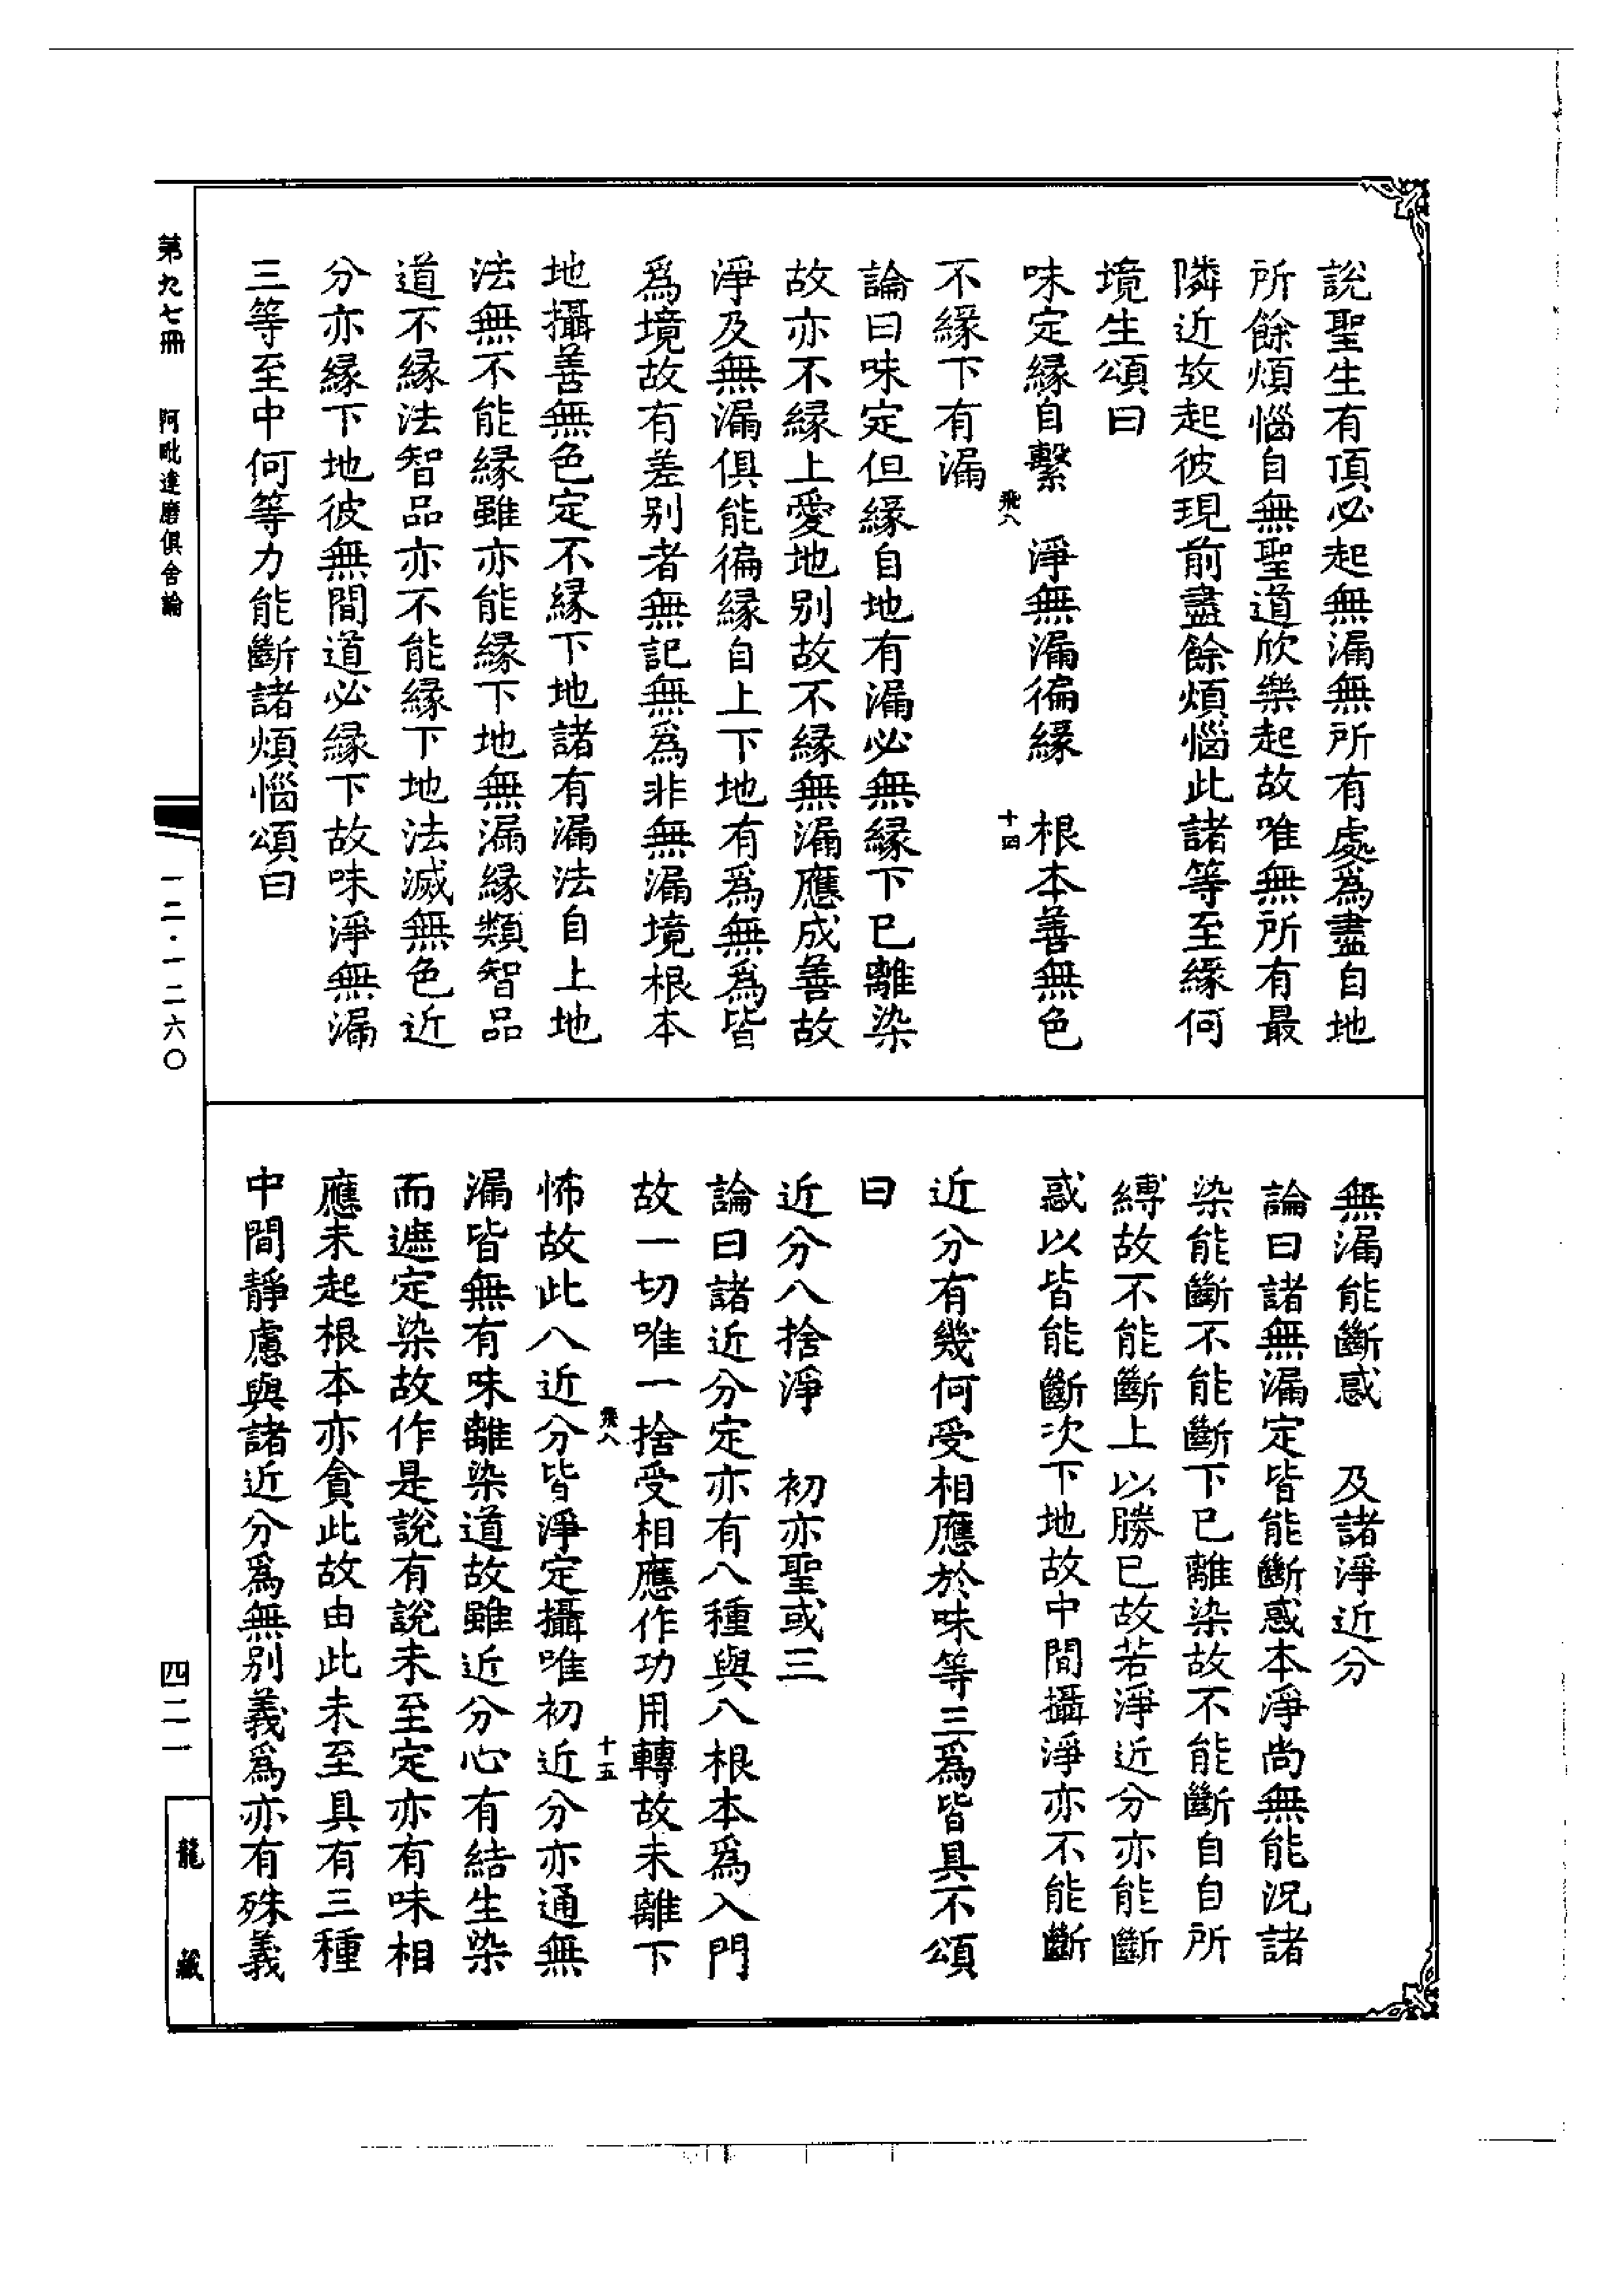 說聖生有頂必起無漏無所有處為盡自地
所餘煩惱自無聖道欣樂起故唯無所有最
隣近故起彼現前盡餘煩惱此諸等至緣何
境生頌曰
味定緣自繫　淨無漏徧緣　根本善無色
飛八　十四
不緣下有漏
論曰味定但緣自地有漏必無緣下已離染
故亦不緣上愛地別故不緣無漏應成善故
淨及無漏俱能徧緣自上下地有為無為皆
為境故有差別者無記無為非無漏境根本
地攝善無色定不緣下地諸有漏法自上地
法無不能緣雖亦能緣下地無漏緣類智品
道不緣法智品亦不能緣下地法滅無色近
分亦緣下地彼無間道必緣下故味淨無漏
三等至中何等力能斷諸煩惱頌曰
無漏能斷惑　及諸淨近分
論曰諸無漏定皆能斷惑本淨尚無能況諸
染能斷不能斷下已離染故不能斷自自所
縛故不能斷上以勝已故若淨近分亦能斷
惑以皆能斷次下地故中間攝淨亦不能斷
近分有幾何受相應於味等三為皆具不頌
曰
近分八捨淨　初亦聖或三
論曰諸近分定亦有八種與八根本為入門
故一切唯一捨受相應作功用轉故未離下
飛八　十五
怖故此八近分皆淨定攝唯初近分亦通無
漏皆無有味離染道故雖近分心有結生染
而遮定染故作是說有說未至定亦有味相
應未起根本亦貪此故由此未至具有三種
中間靜慮與諸近分為無別義為亦有殊義
第九七冊　阿毗達磨俱舍論
一二·一二六〇
四二一
龍藏